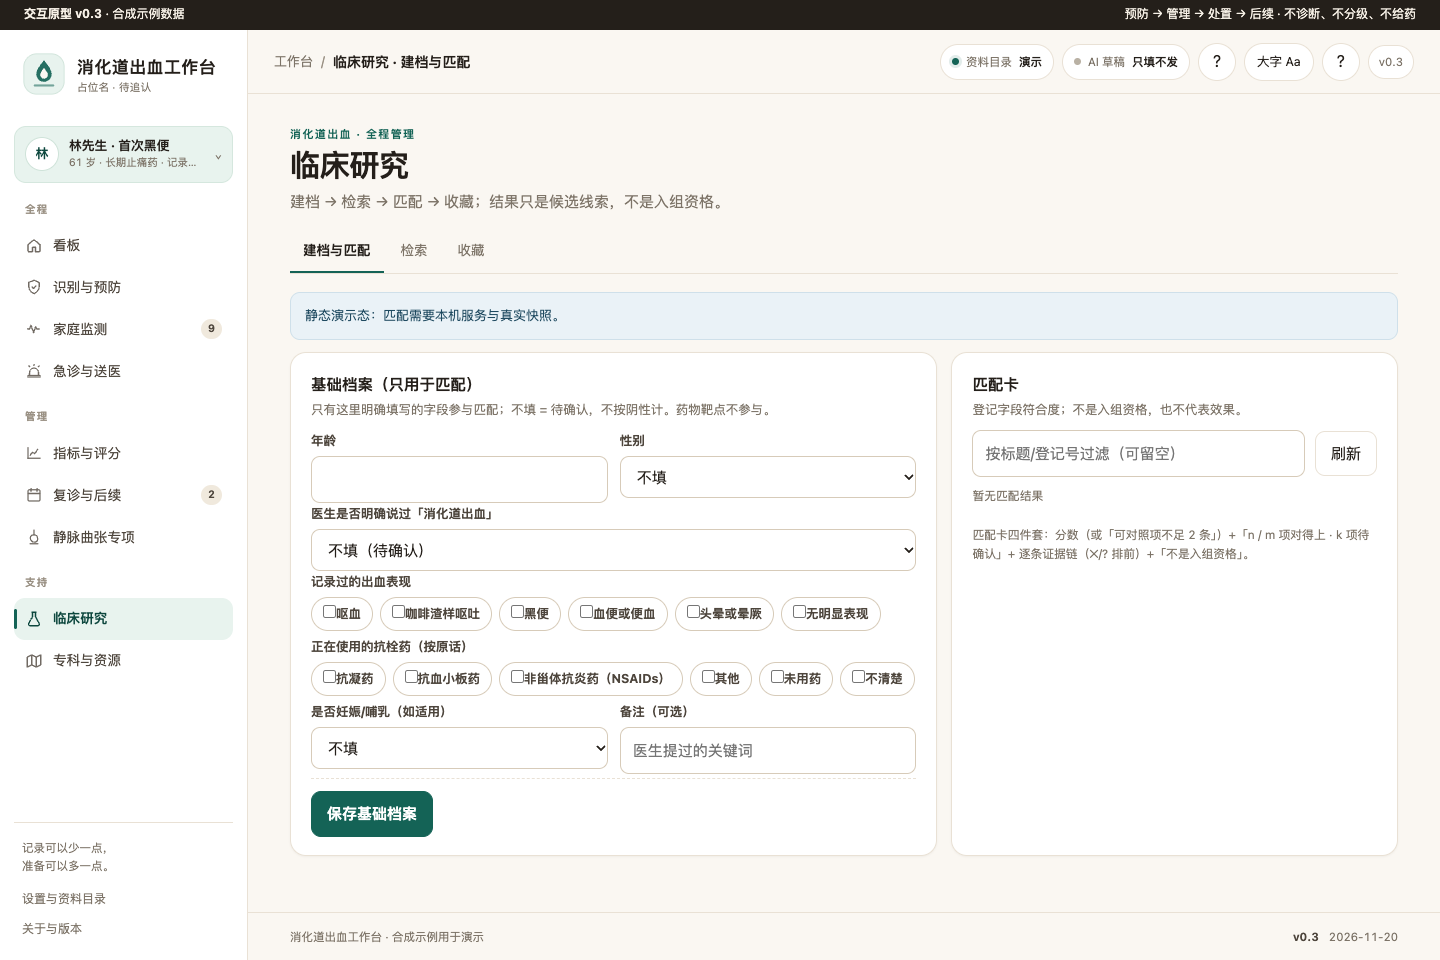 交互原型 v0.3 · 合成示例数据
预防 → 管理 → 处置 → 后续 · 不诊断、不分级、不给药
消化道出血工作台
占位名 · 待追认
林
林先生 · 首次黑便
61 岁 · 长期止痛药 · 记录...
全程
看板
识别与预防
家庭监测 9
急诊与送医
管理
指标与评分
复诊与后续 2
静脉曲张专项
支持
临床研究
专科与资源
记录可以少一点，
准备可以多一点。
设置与资料目录
关于与版本
工作台 / 临床研究 · 建档与匹配
资料目录 演示
AI 草稿 只填不发
?
大字 Aa
?
v0.3
消化道出血 · 全程管理
临床研究
建档 → 检索 → 匹配 → 收藏；结果只是候选线索，不是入组资格。
建档与匹配 检索 收藏
静态演示态：匹配需要本机服务与真实快照。
基础档案（只用于匹配）
只有这里明确填写的字段参与匹配；不填 = 待确认，不按阴性计。药物靶点不参与。
年龄 性别
不填
医生是否明确说过「消化道出血」
不填（待确认）
记录过的出血表现
呕血 咖啡渣样呕吐 黑便 血便或便血 头晕或晕厥 无明显表现
正在使用的抗栓药（按原话）
抗凝药 抗血小板药 非甾体抗炎药（NSAIDs） 其他 未用药 不清楚
是否妊娠/哺乳（如适用） 备注（可选）
不填 医生提过的关键词
保存基础档案
匹配卡
登记字段符合度；不是入组资格，也不代表效果。
按标题/登记号过滤（可留空） 刷新
暂无匹配结果
匹配卡四件套：分数（或「可对照项不足 2 条」）+「n / m 项对得上 · k 项待
确认」+ 逐条证据链（✕/? 排前）+「不是入组资格」。
消化道出血工作台 · 合成示例用于演示
v0.3 2026-11-20